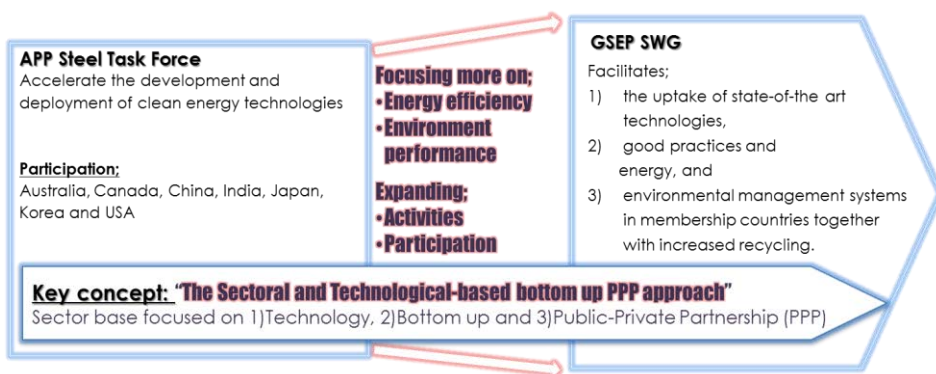 APP Steel Task Force
Accelerate the development and
deployment of clean energy technologies
Participation;
Australia, Canada, China, India, Japan,
Korea and USA
Focusing more on;
•Energy efficiency
•Environment
performance
Expanding;
•Activities
•Participation
GSEP SWG
Facilitates;
1) the uptake of state-of-the art
technologies,
2) good practices and
energy, and
3) environmental management systems
in membership countries together
with increased recycling.
Key concept: “The Sectoral and Technological-based bottom up PPP approach”
Sector base focused on 1)Technology, 2)Bottom up and 3)Public-Private Partnership (PPP)